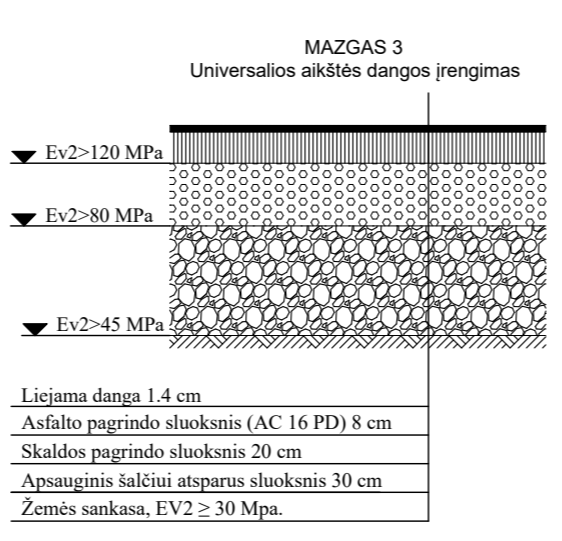 MAZGAS 3
Universalios aikštės dangos įrengimas
Ev2>120 MPa
Ev2>80 MPa
Ev2>45 MPa
Liejama danga 1.4 cm
Asfalto pagrindo sluoksnis (AC 16 PD) 8 cm
Skaldos pagrindo sluoksnis 20 cm
Apsauginis šalčiui atsparus sluoksnis 30 cm
Žemės sankasa, EV2 ≥ 30 Mpa.